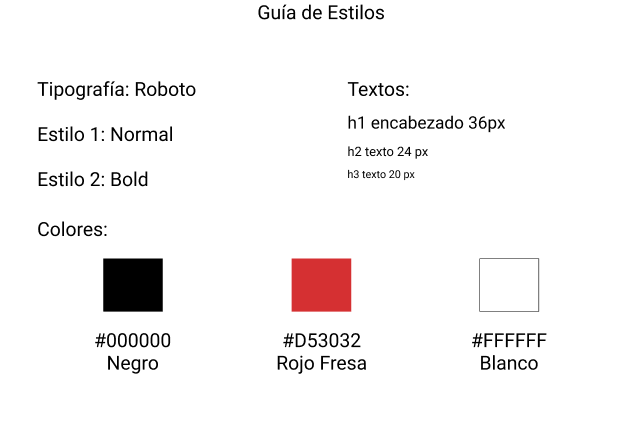 Guía de Estilos
Tipografía: Roboto
Estilo 1: Normal
Estilo 2: Bold
Textos:
h1 encabezado 36px
h2 texto 24 px
h3 texto 20 px
Colores:
#000000
Negro
#D53032
Rojo Fresa
#FFFFFF
Blanco